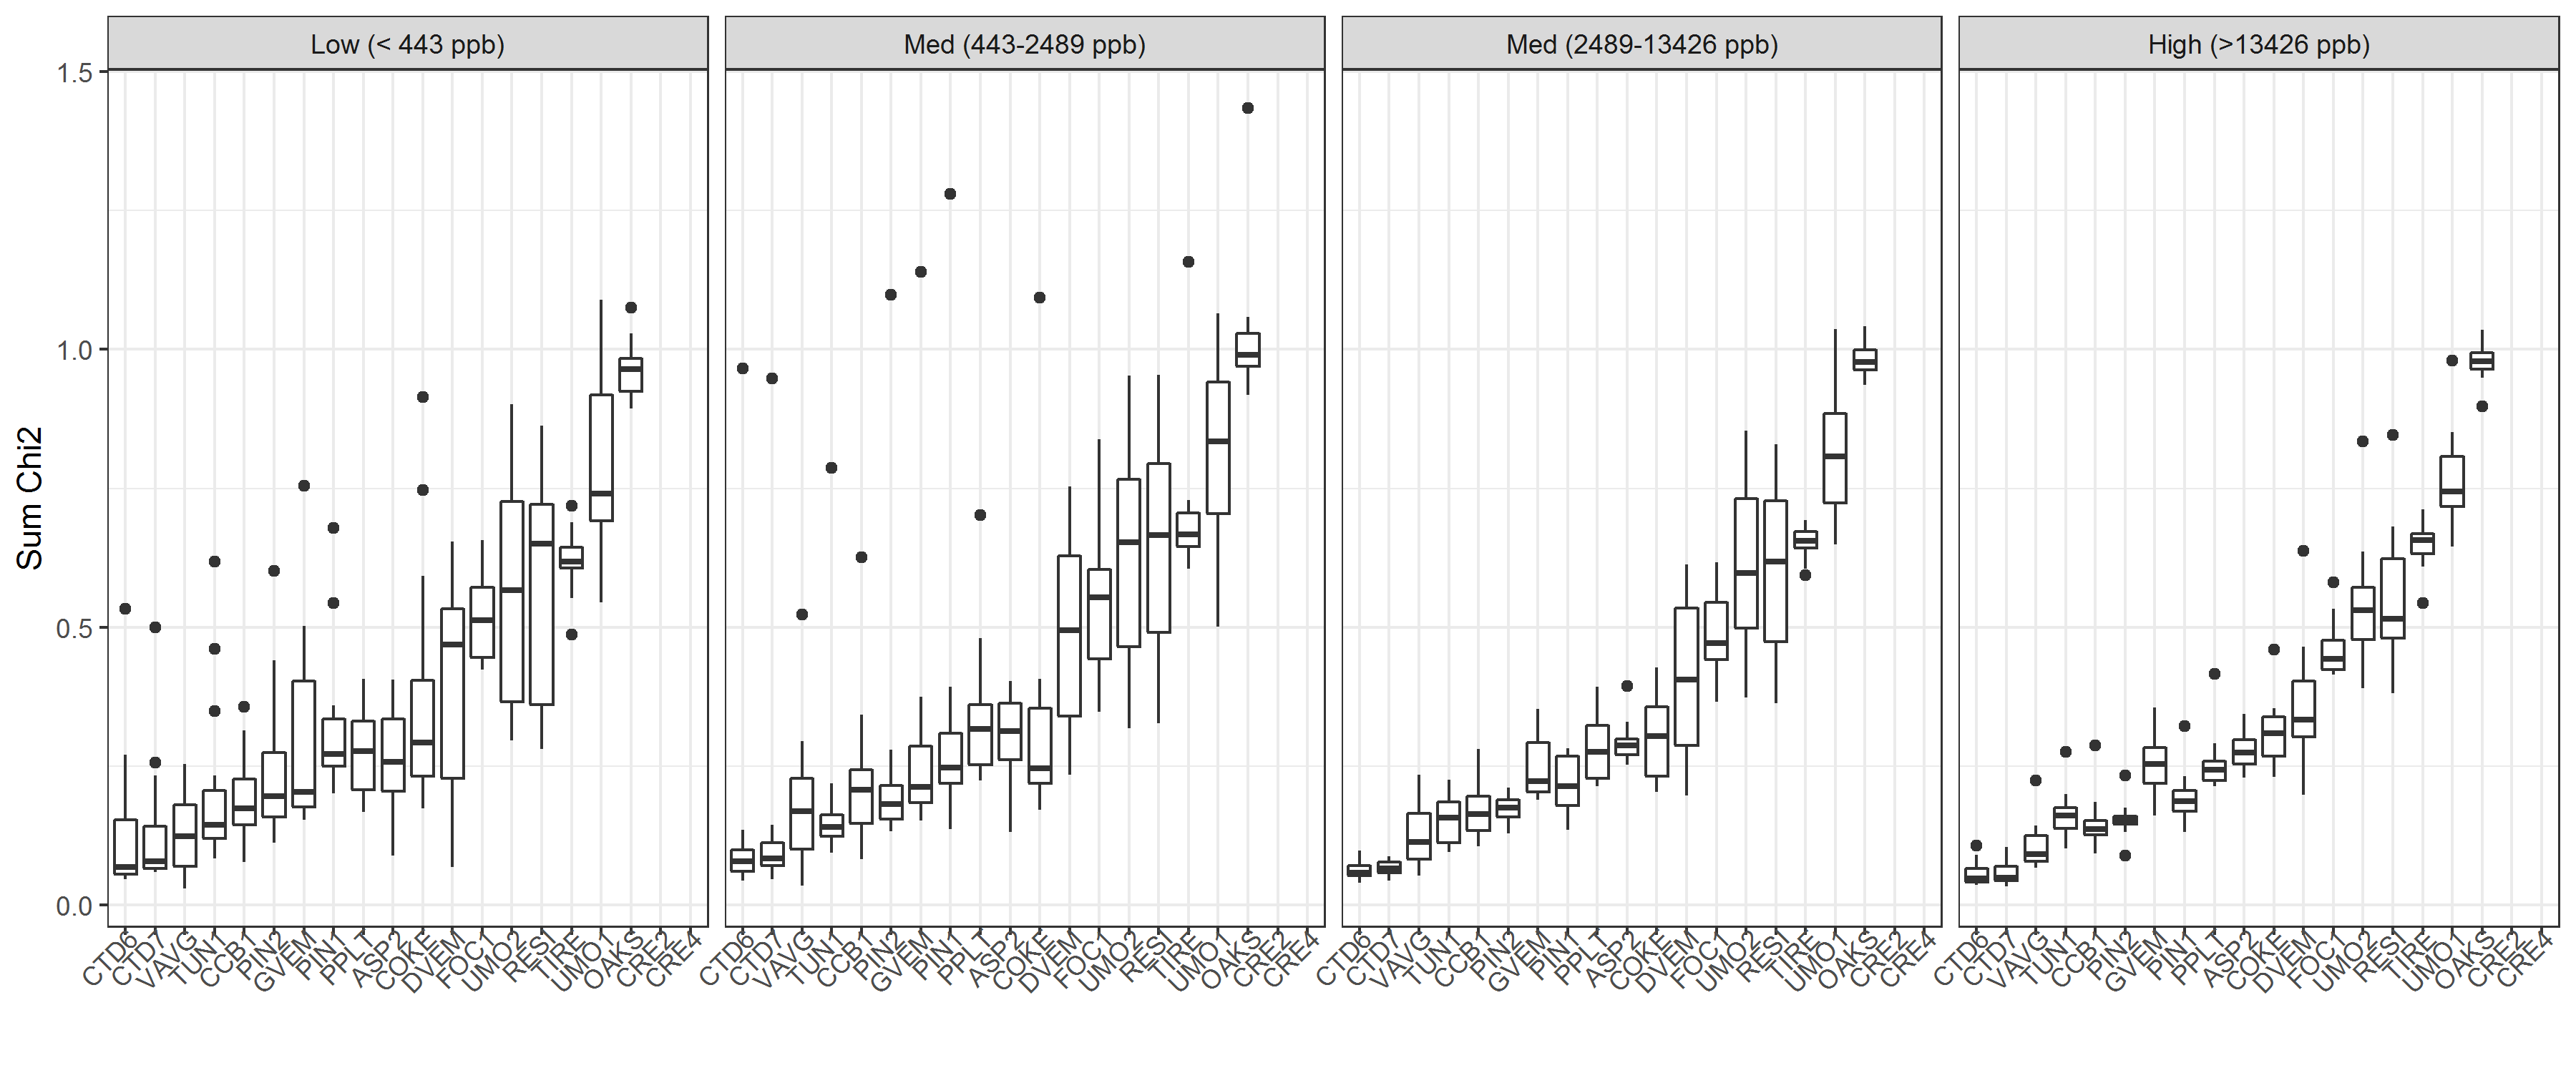 Low (< 443 ppb)
Med (443-2489 ppb)
Med (2489-13426 ppb)
High (>13426 ppb)
Sum Chi2
1.5
1.0
0.5
0.0
CTD6 CTD7 VAVG TUN1 CCB1 PIN2 GVEM PIN1 PPLT ASP2 COKE DVEM FOC1 UMO2 RES1 TIRE UMO1 OAKS CRE2 CRE4
CTD6 CTD7 VAVG TUN1 CCB1 PIN2 GVEM PIN1 PPLT ASP2 COKE DVEM FOC1 UMO2 RES1 TIRE UMO1 OAKS CRE2 CRE4
CTD6 CTD7 VAVG TUN1 CCB1 PIN2 GVEM PIN1 PPLT ASP2 COKE DVEM FOC1 UMO2 RES1 TIRE UMO1 OAKS CRE2 CRE4
CTD6 CTD7 VAVG TUN1 CCB1 PIN2 GVEM PIN1 PPLT ASP2 COKE DVEM FOC1 UMO2 RES1 TIRE UMO1 OAKS CRE2 CRE4